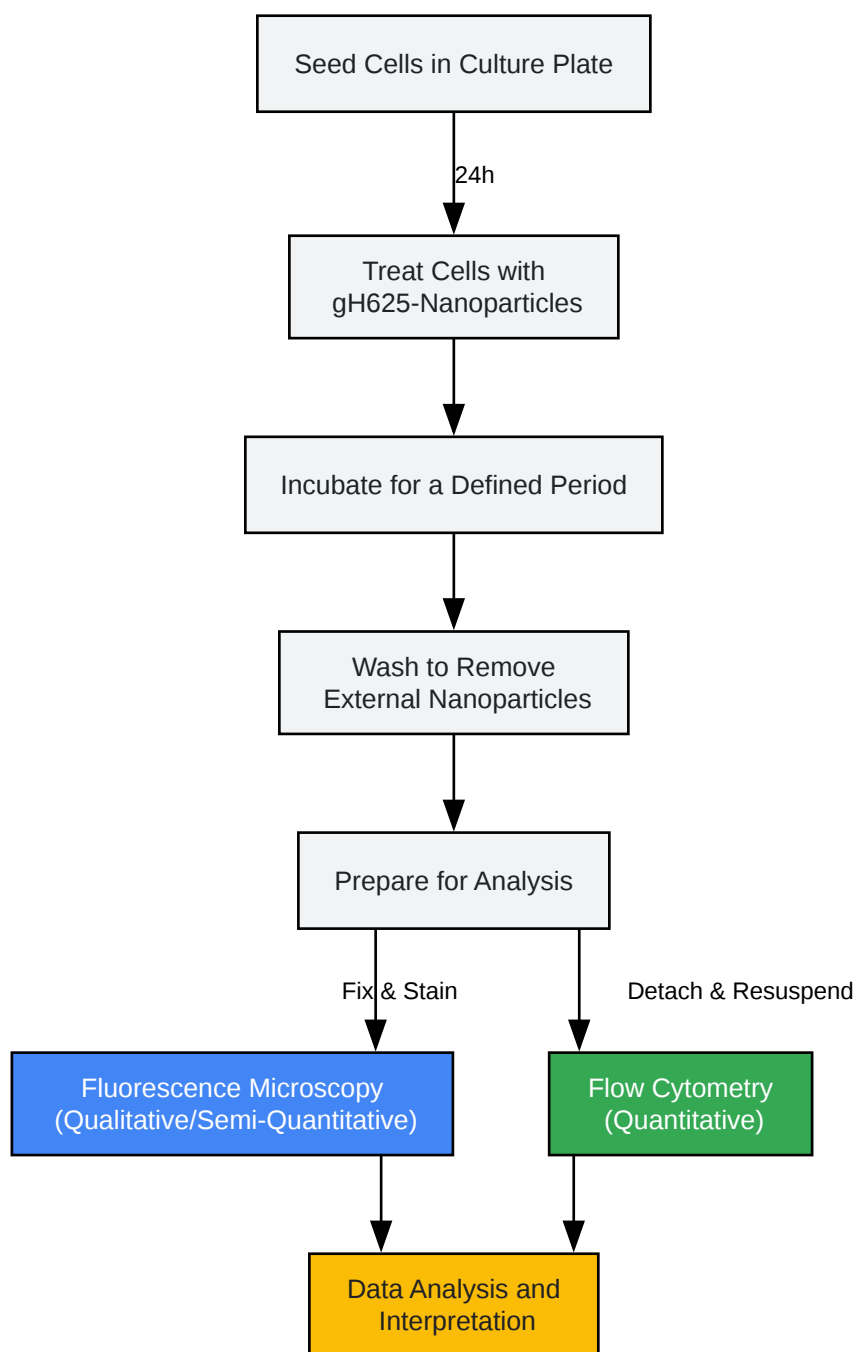 Seed Cells in Culture Plate
24h
Treat Cells with
gH625-Nanoparticles
Incubate for a Defined Period
Wash to Remove
External Nanoparticles
Prepare for Analysis
Fix & Stain
Detach & Resuspend
Fluorescence Microscopy
(Qualitative/Semi-Quantitative)
Flow Cytometry
(Quantitative)
Data Analysis and
Interpretation